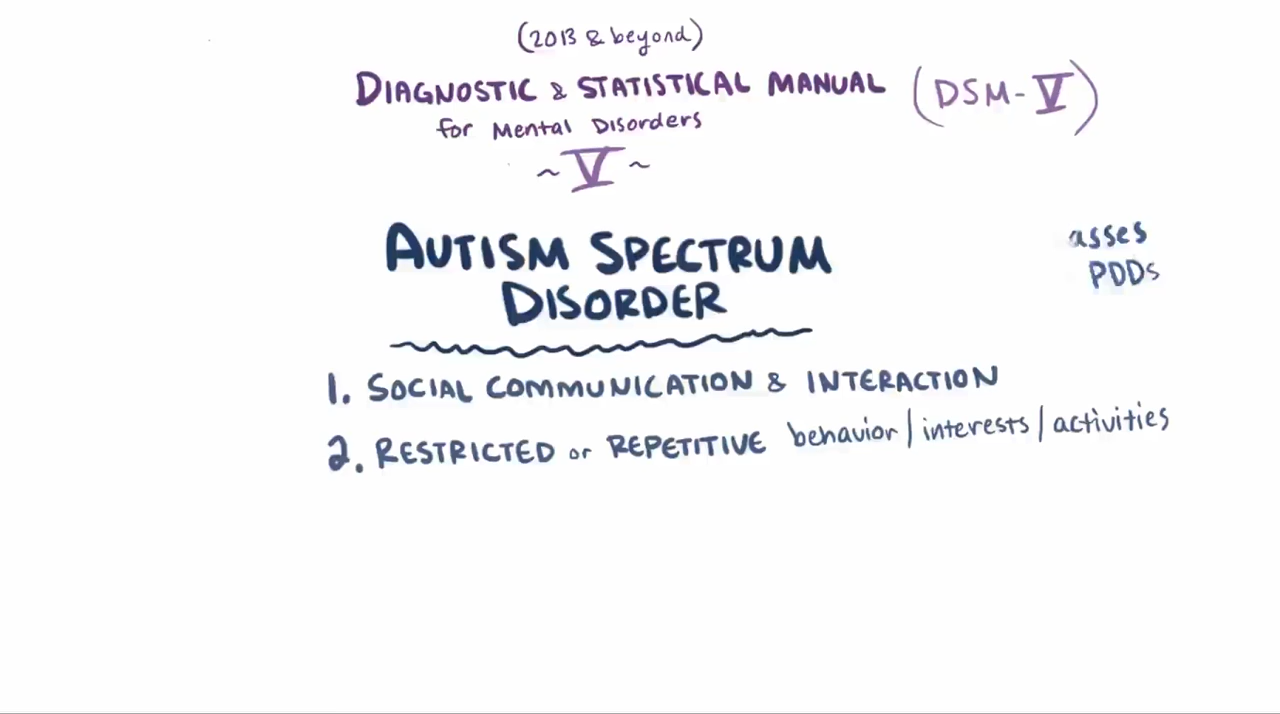 (2013 & beyond)
DIAGNOSTIC & STATISTICAL MANUAL (DSM-V)
for Mental Disorders
~ V ~
AUTISM SPECTRUM
DISORDER
asses
PDDs
1. SOCIAL COMMUNICATION & INTERACTION
2. RESTRICTED or REPETITIVE behavior / interests / activities